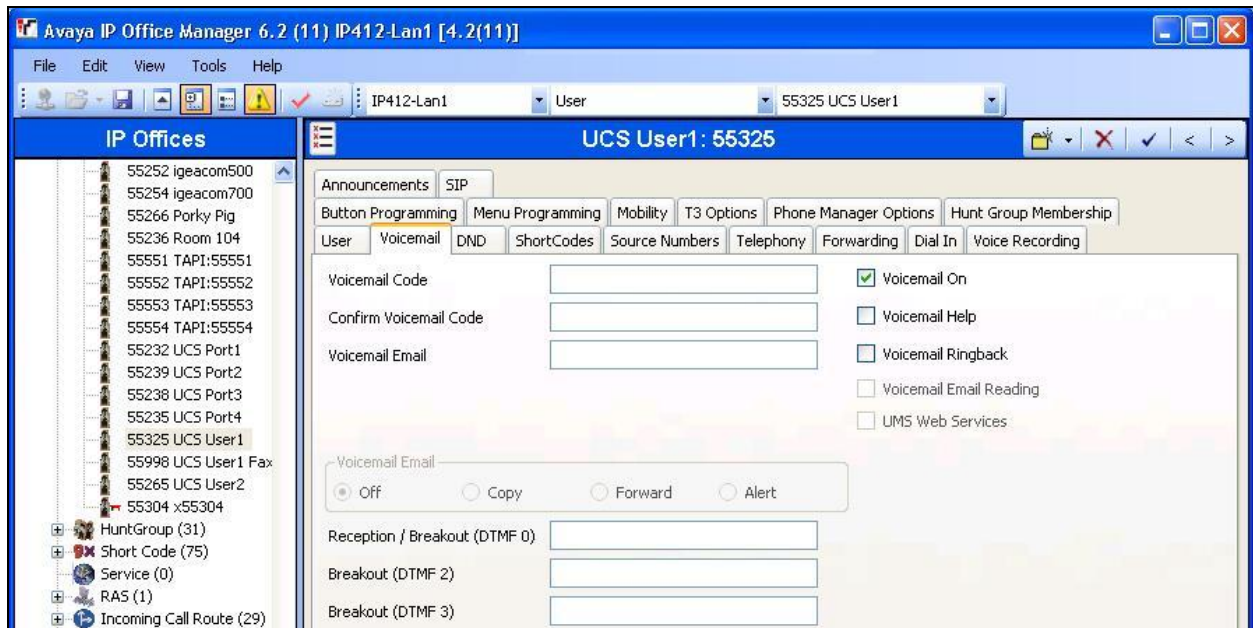 Avaya IP Office Manager 6.2 (11) IP412-Lan1 [4.2(11)]
File Edit View Tools Help
IP412-Lan1 User 55325 UCS User1
IP Offices
55252 igeacom500
55254 igeacom700
55266 Porky Pig
55236 Room 104
55551 TAPI:55551
55552 TAPI:55552
55553 TAPI:55553
55554 TAPI:55554
55232 UCS Port1
55239 UCS Port2
55238 UCS Port3
55235 UCS Port4
55325 UCS User1
55998 UCS User1 Fax
55265 UCS User2
55304 x55304
HuntGroup (31)
Short Code (75)
Service (0)
RAS (1)
Incoming Call Route (29)
UCS User1: 55325
Announcements SIP
Button Programming Menu Programming Mobility T3 Options Phone Manager Options Hunt Group Membership
User Voicemail DND ShortCodes Source Numbers Telephony Forwarding Dial In Voice Recording
Voicemail Code Voicemail On
Confirm Voicemail Code Voicemail Help
Voicemail Email Voicemail Ringback
Voicemail Email Reading
UMS Web Services
Voicemail Email
Off Copy Forward Alert
Reception / Breakout (DTMF 0)
Breakout (DTMF 2)
Breakout (DTMF 3)